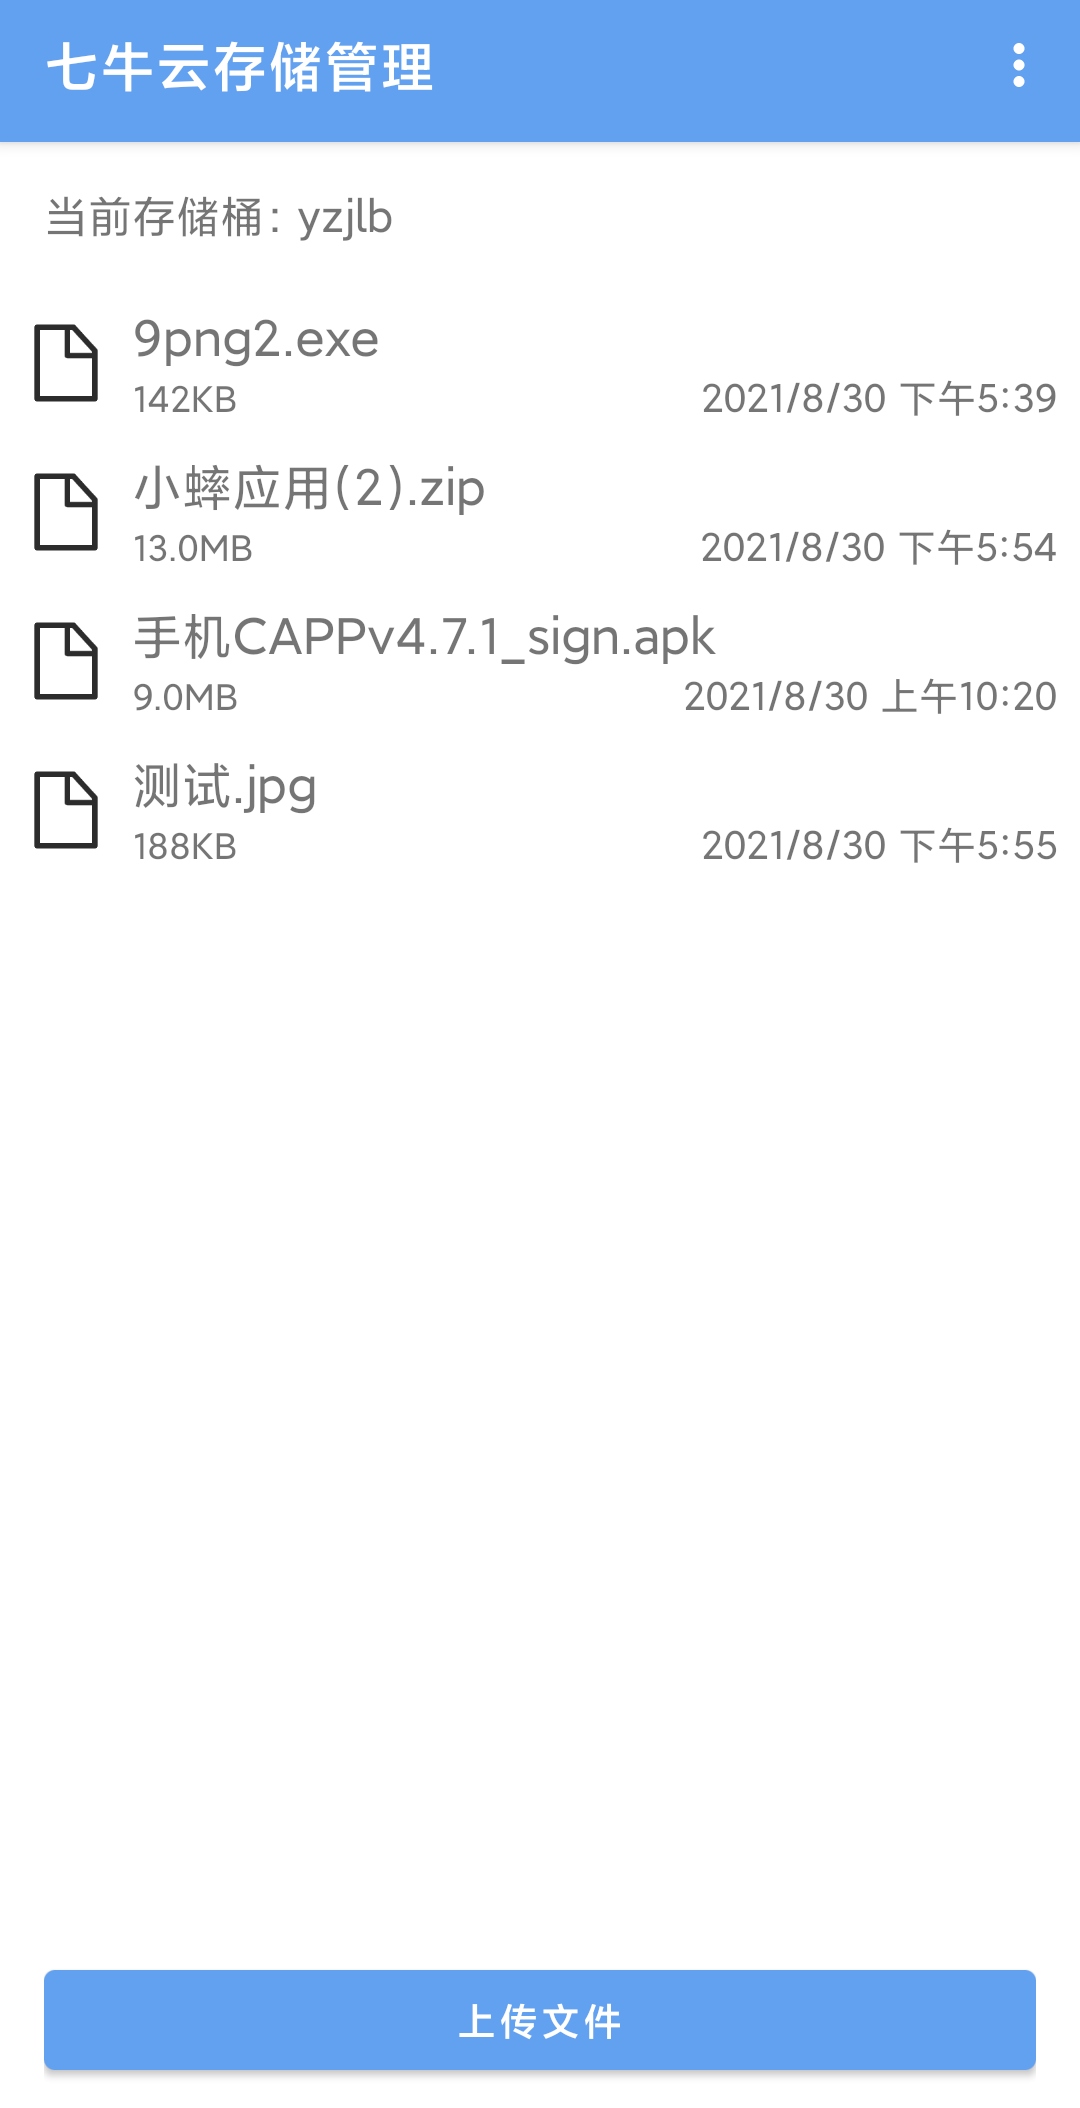 七牛云存储管理
当前存储桶: yzjlb
9png2.exe
142KB 2021/8/30 下午5:39
小蟀应用(2).zip
13.0MB 2021/8/30 下午5:54
手机CAPPv4.7.1_sign.apk
9.0MB 2021/8/30 上午10:20
测试.jpg
188KB 2021/8/30 下午5:55
上传文件